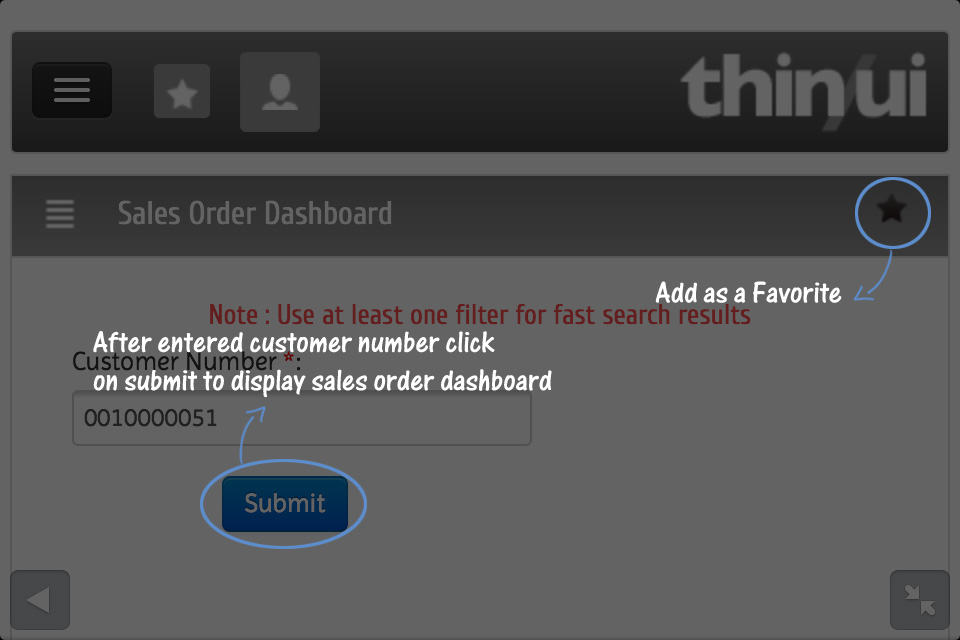 thinui
Sales Order Dashboard
Add as a Favorite
Note : Use at least one filter for fast search results
After entered customer number click
Customer Number *:
on submit to display sales order dashboard
0010000051
Submit